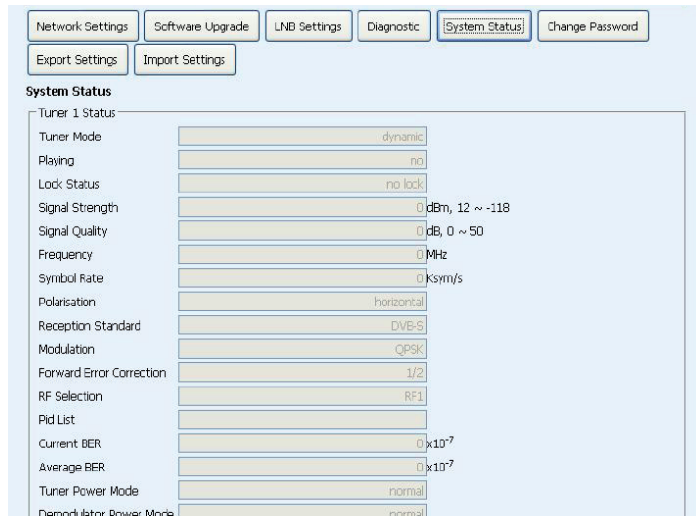 Network Settings Software Upgrade LNB Settings Diagnostic System Status Change Password
Export Settings Import Settings
System Status
Tuner 1 Status
Tuner Mode dynamic
Playing no
Lock Status no lock
Signal Strength 0 dBm, 12 ~ -118
Signal Quality 0 dB, 0 ~ 50
Frequency 0 MHz
Symbol Rate 0 Ksym/s
Polarisation horizontal
Reception Standard DVB-S
Modulation QPSK
Forward Error Correction 1/2
RF Selection RF1
Pid List
Current BER 0 x10⁻⁷
Average BER 0 x10⁻⁷
Tuner Power Mode normal
Demodulator Power Mode normal